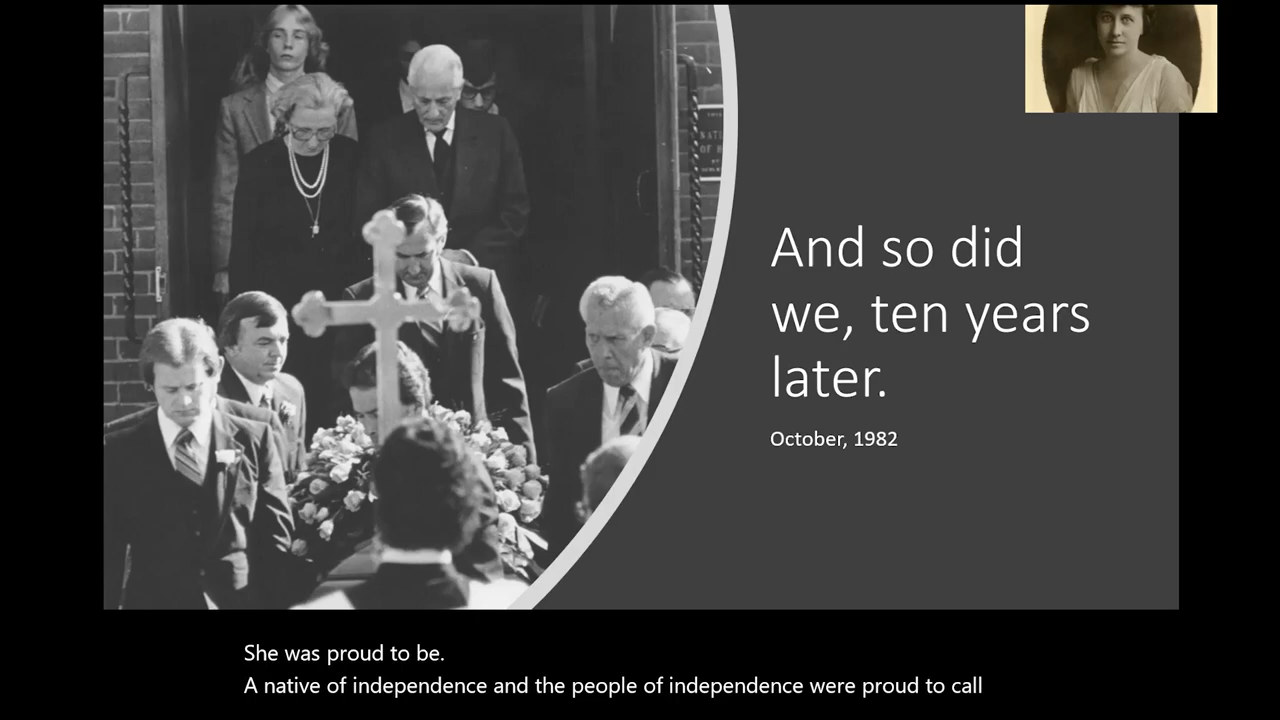 And so did
we, ten years
later.
October, 1982
She was proud to be.
A native of independence and the people of independence were proud to call